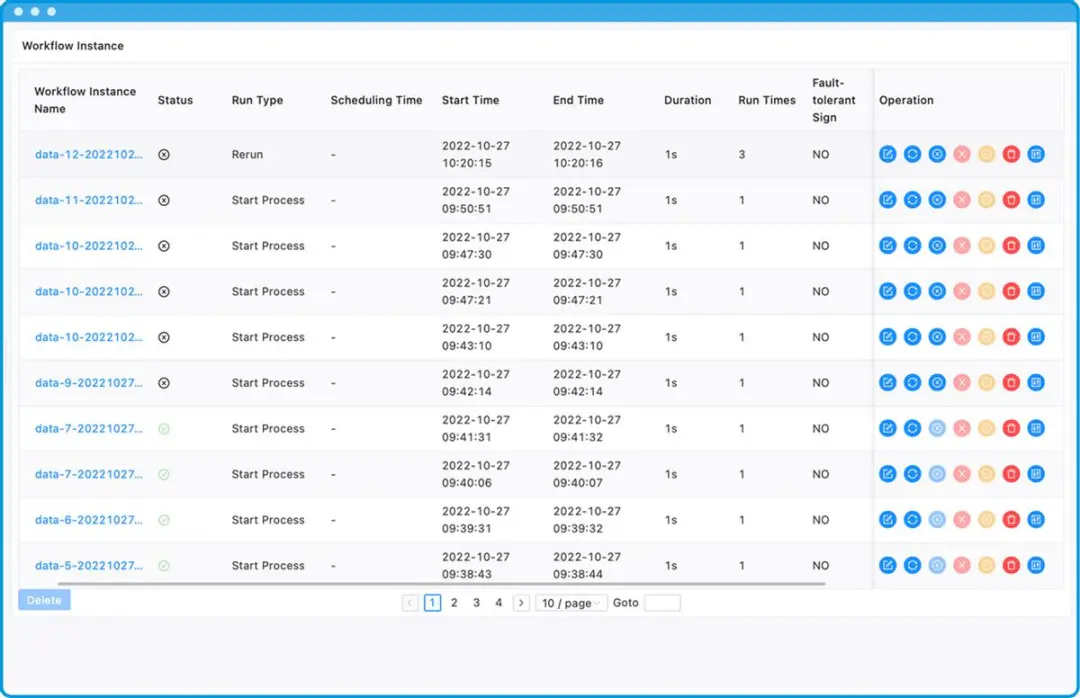 Workflow Instance
Workflow Instance Name Status Run Type Scheduling Time Start Time End Time Duration Run Times Fault-tolerant Sign Operation
data-12-2022102... Rerun - 2022-10-27 10:20:15 2022-10-27 10:20:16 1s 3 NO
data-11-2022102... Start Process - 2022-10-27 09:50:51 2022-10-27 09:50:51 1s 1 NO
data-10-2022102... Start Process - 2022-10-27 09:47:30 2022-10-27 09:47:30 1s 1 NO
data-10-2022102... Start Process - 2022-10-27 09:47:21 2022-10-27 09:47:21 1s 1 NO
data-10-2022102... Start Process - 2022-10-27 09:43:10 2022-10-27 09:43:10 1s 1 NO
data-9-20221027... Start Process - 2022-10-27 09:42:14 2022-10-27 09:42:14 1s 1 NO
data-7-20221027... Start Process - 2022-10-27 09:41:31 2022-10-27 09:41:32 1s 1 NO
data-7-20221027... Start Process - 2022-10-27 09:40:06 2022-10-27 09:40:07 1s 1 NO
data-6-20221027... Start Process - 2022-10-27 09:39:31 2022-10-27 09:39:32 1s 1 NO
data-5-20221027... Start Process - 2022-10-27 09:38:43 2022-10-27 09:38:44 1s 1 NO
Delete < 1 2 3 4 > 10 / page Goto